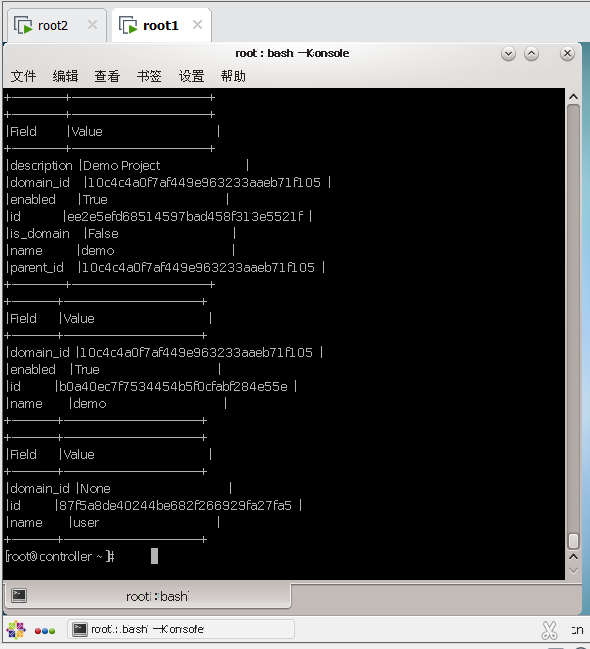 root2
root1
root : bash — Konsole
文件 编辑 查看 书签 设置 帮助
+-------------+----------------------------------+
+-------------+----------------------------------+
|Field |Value |
+-------------+----------------------------------+
|description |Demo Project |
|domain_id |10c4c4a0f7af449e963233aaeb71f105 |
|enabled |True |
|id |ee2e5efd68514597bad458f313e5521f |
|is_domain |False |
|name |demo |
|parent_id |10c4c4a0f7af449e963233aaeb71f105 |
+-------------+----------------------------------+
+-----------+----------------------------------+
|Field |Value |
+-----------+----------------------------------+
|domain_id |10c4c4a0f7af449e963233aaeb71f105 |
|enabled |True |
|id |b0a40ec7f7534454b5f0cfabf284e55e |
|name |demo |
+-----------+----------------------------------+
+-----------+----------------------------------+
|Field |Value |
+-----------+----------------------------------+
|domain_id |None |
|id |87f5a8de40244be682f266929fa27fa5 |
|name |user |
+-----------+----------------------------------+
[root@controller ~]#
root : bash
root : bash — Konsole
cn